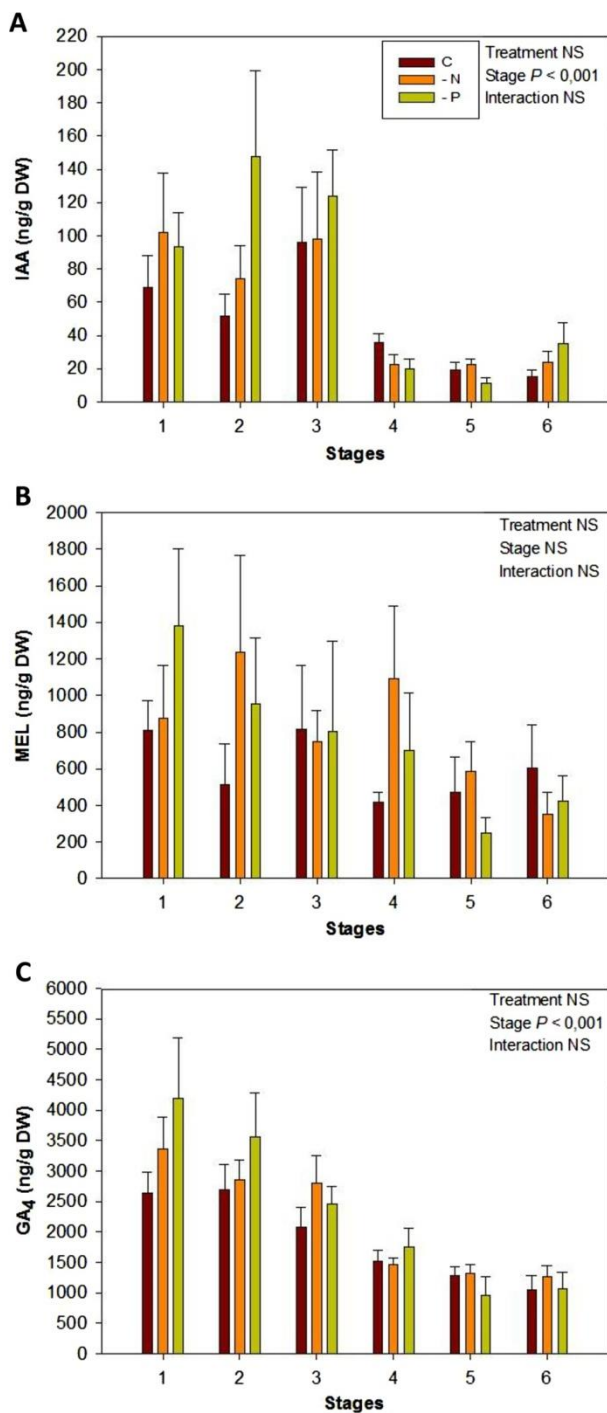 A
220
200
180
160
140
120
100
80
60
40
20
0
IAA (ng/g DW)
C
- N
- P
Treatment NS
Stage P < 0,001
Interaction NS
1 2 3 4 5 6
Stages
B
2000
1800
1600
1400
1200
1000
800
600
400
200
0
MEL (ng/g DW)
Treatment NS
Stage NS
Interaction NS
1 2 3 4 5 6
Stages
C
6000
5500
5000
4500
4000
3500
3000
2500
2000
1500
1000
500
0
GA4 (ng/g DW)
Treatment NS
Stage P < 0,001
Interaction NS
1 2 3 4 5 6
Stages